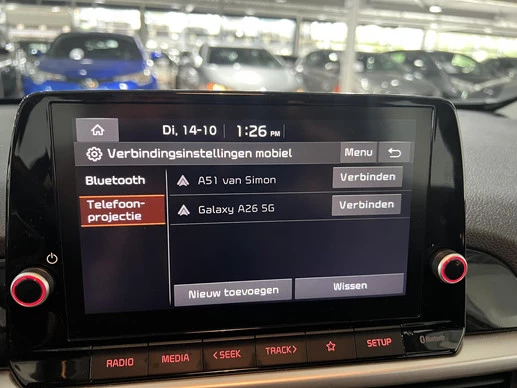 Di, 14-10 1:26 PM
Verbindingsinstellingen mobiel Menu
Bluetooth
A51 van Simon Verbinden
Telefoon-
projectie
Galaxy A26 5G Verbinden
Nieuw toevoegen Wissen
RADIO MEDIA <SEEK TRACK> SETUP Bluetooth